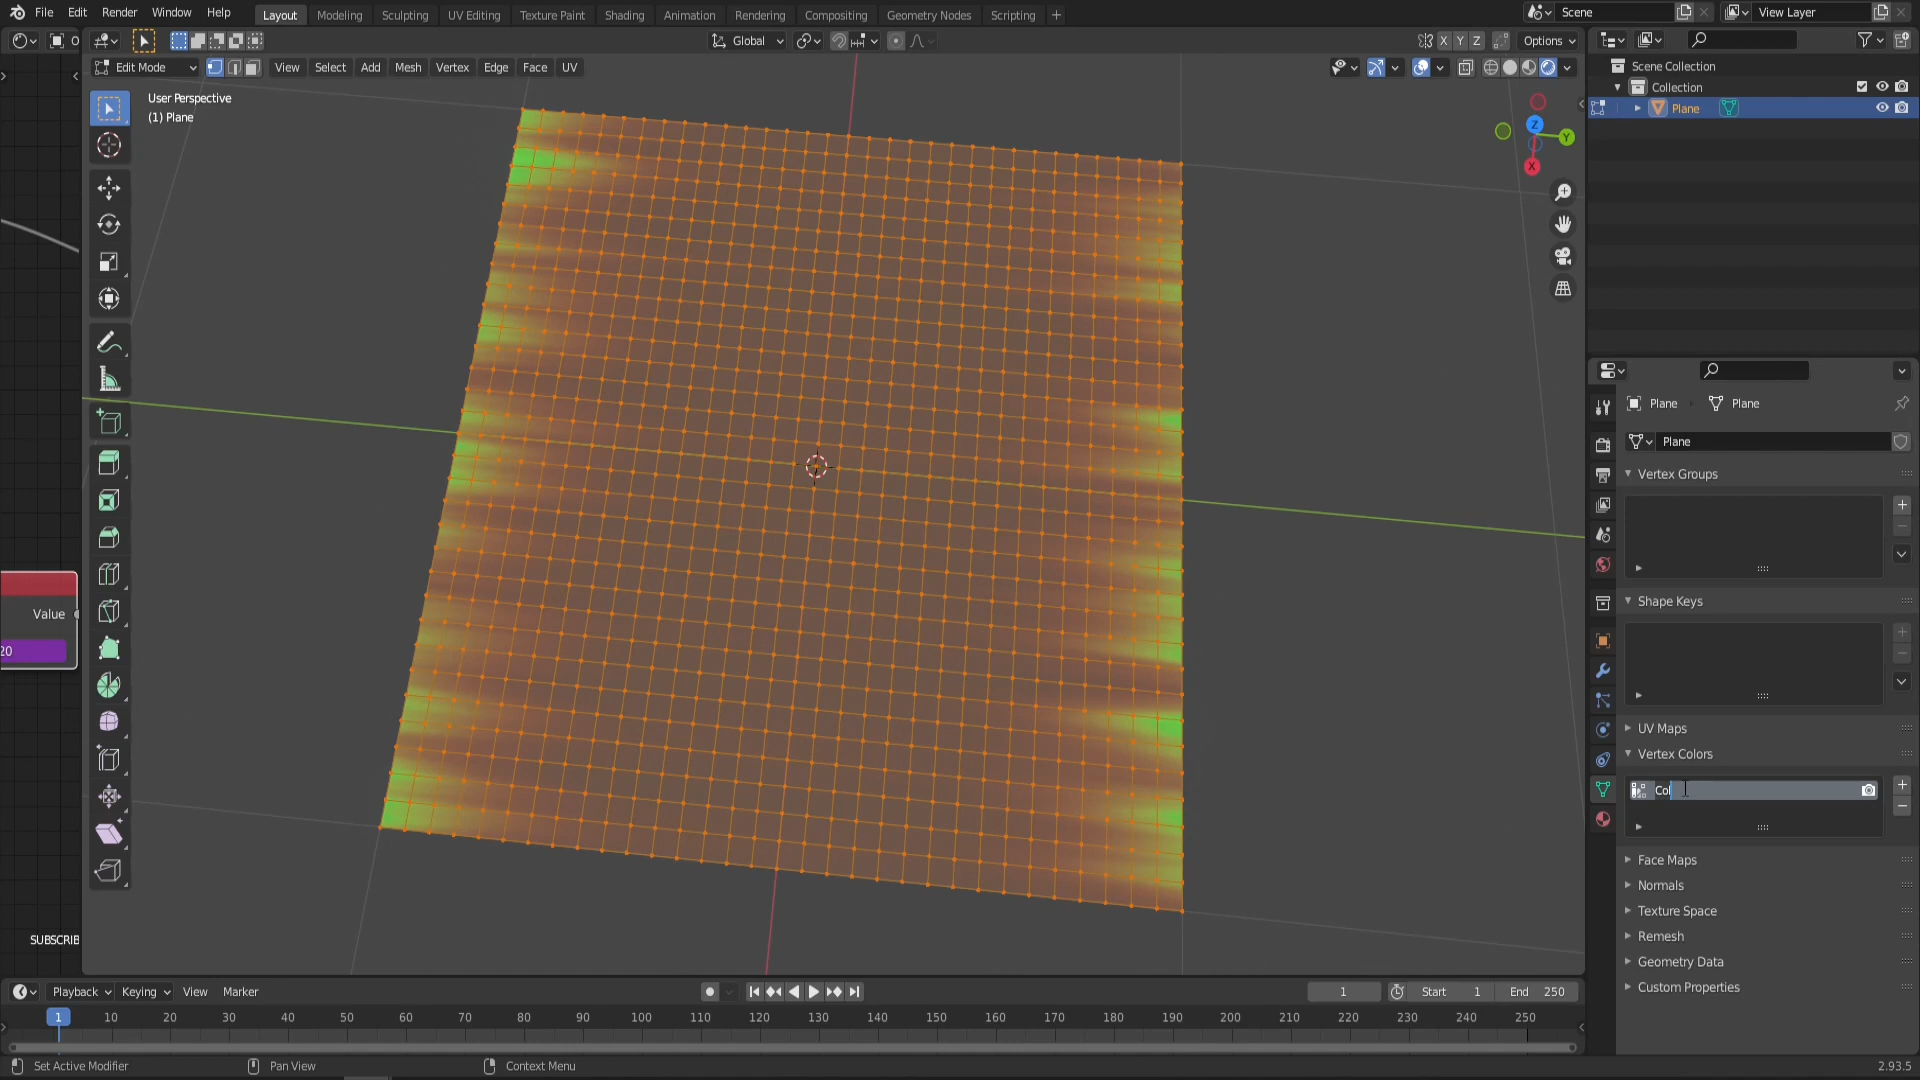 File Edit Render Window Help
Layout Modeling Sculpting UV Editing Texture Paint Shading Animation Rendering Compositing Geometry Nodes Scripting +
Scene
View Layer
O
Global
X Y Z
Options
Edit Mode
View Select Add Mesh Vertex Edge Face UV
User Perspective
(1) Plane
Z
Y
X
Scene Collection
Collection
Plane
Plane Plane
Plane
Vertex Groups
Shape Keys
UV Maps
Vertex Colors
Col
Face Maps
Normals
Texture Space
Remesh
Geometry Data
Custom Properties
Value
20
SUBSCRIB
Playback Keying View Marker
1
Start 1
End 250
1 10 20 30 40 50 60 70 80 90 100 110 120 130 140 150 160 170 180 190 200 210 220 230 240 250
Set Active Modifier
Pan View
Context Menu
2.93.5